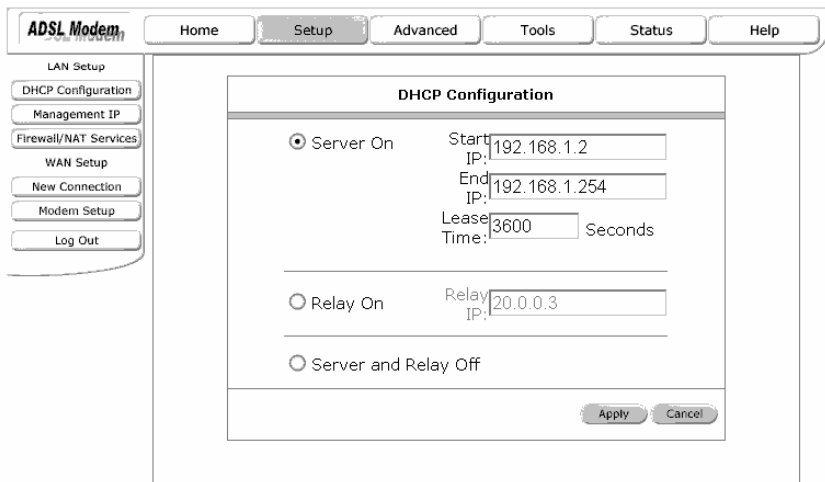 ADSL Modem Home Setup Advanced Tools Status Help
LAN Setup
DHCP Configuration
Management IP
Firewall/NAT Services
WAN Setup
New Connection
Modem Setup
Log Out
DHCP Configuration
Server On
Start IP: 192.168.1.2
End IP: 192.168.1.254
Lease Time: 3600 Seconds
Relay On
Relay IP: 20.0.0.3
Server and Relay Off
Apply Cancel